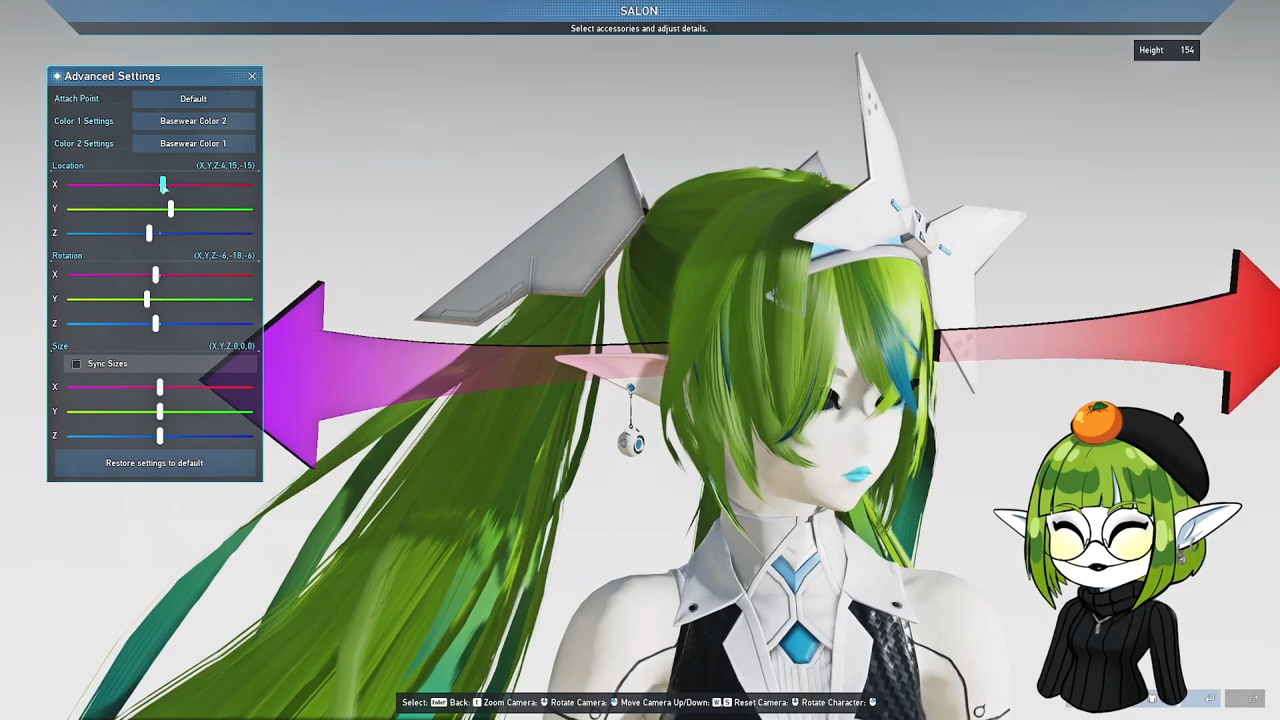 SALON
Select accessories and adjust details.
Height 154
Advanced Settings
Attach Point Default
Color 1 Settings Basewear Color 2
Color 2 Settings Basewear Color 1
Location (X,Y,Z:4,15,-15)
X
Y
Z
Rotation (X,Y,Z:-6,-18,-6)
X
Y
Z
Size (X,Y,Z:0,0,0)
Sync Sizes
X
Y
Z
Restore settings to default
Select: Enter Back: E Zoom Camera: Rotate Camera: Move Camera Up/Down: W, S Reset Camera: Rotate Character: